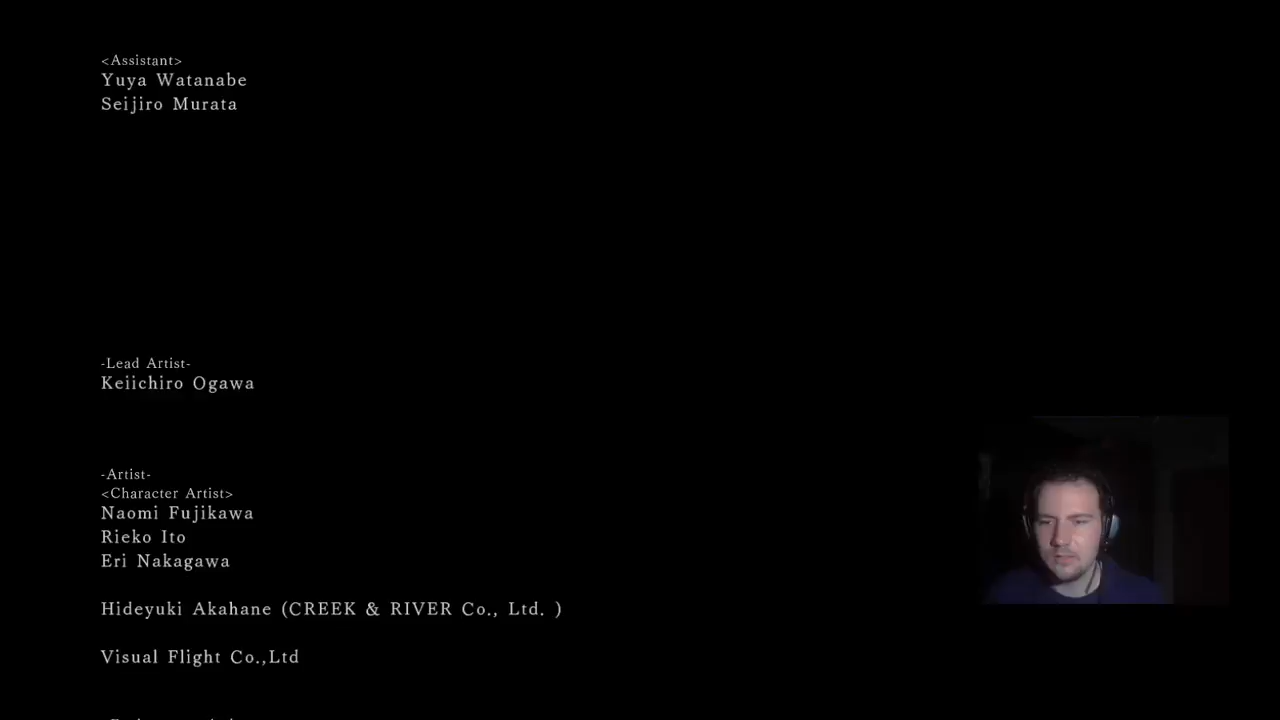 <Assistant>
Yuya Watanabe
Seijiro Murata
-Lead Artist-
Keiichiro Ogawa
-Artist-
<Character Artist>
Naomi Fujikawa
Rieko Ito
Eri Nakagawa
Hideyuki Akahane (CREEK & RIVER Co., Ltd. )
Visual Flight Co.,Ltd